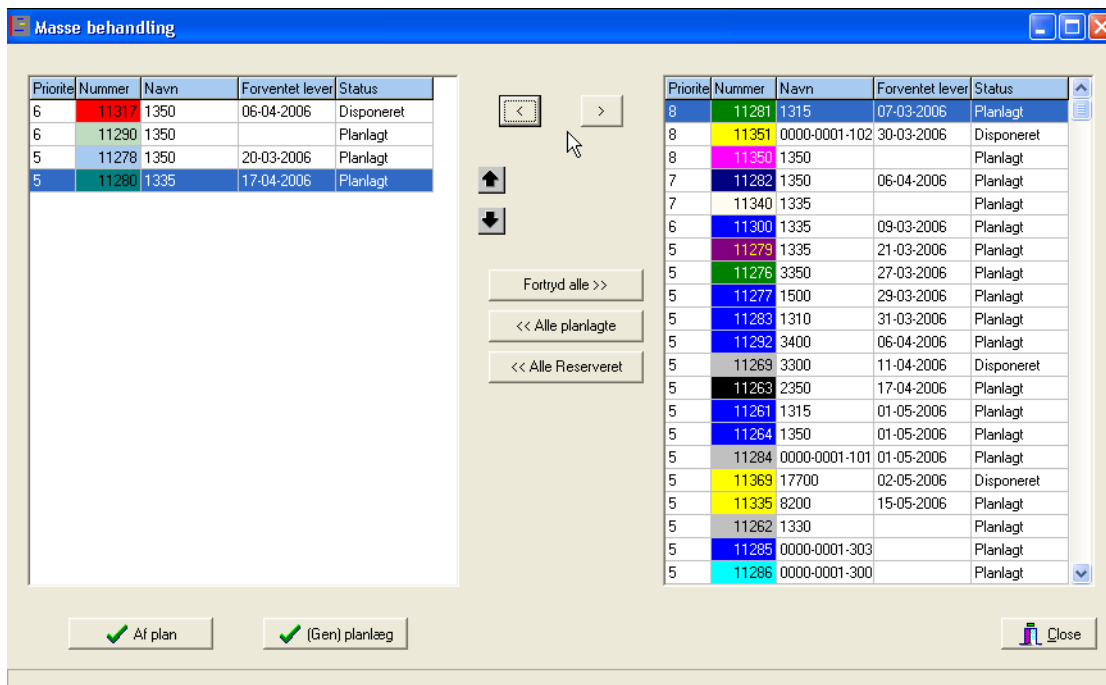 Masse behandling
Priorite Nummer Navn Forventet lever Status
6 11317 1350 06-04-2006 Disponeret
6 11290 1350 Planlagt
5 11278 1350 20-03-2006 Planlagt
5 11280 1335 17-04-2006 Planlagt
< >
Fortryd alle >>
<< Alle planlagte
<< Alle Reserveret
Priorite Nummer Navn Forventet lever Status
8 11281 1315 07-03-2006 Planlagt
8 11351 0000-0001-102 30-03-2006 Disponeret
8 11350 1350 Planlagt
7 11282 1350 06-04-2006 Planlagt
7 11340 1335 Planlagt
6 11300 1335 09-03-2006 Planlagt
5 11279 1335 21-03-2006 Planlagt
5 11276 3350 27-03-2006 Planlagt
5 11277 1500 29-03-2006 Planlagt
5 11283 1310 31-03-2006 Planlagt
5 11292 3400 06-04-2006 Planlagt
5 11269 3300 11-04-2006 Disponeret
5 11263 2350 17-04-2006 Planlagt
5 11261 1315 01-05-2006 Planlagt
5 11264 1350 01-05-2006 Planlagt
5 11284 0000-0001-101 01-05-2006 Planlagt
5 11369 17700 02-05-2006 Disponeret
5 11335 8200 15-05-2006 Planlagt
5 11262 1330 Planlagt
5 11285 0000-0001-303 Planlagt
5 11286 0000-0001-300 Planlagt
Af plan (Gen) planlæg Close